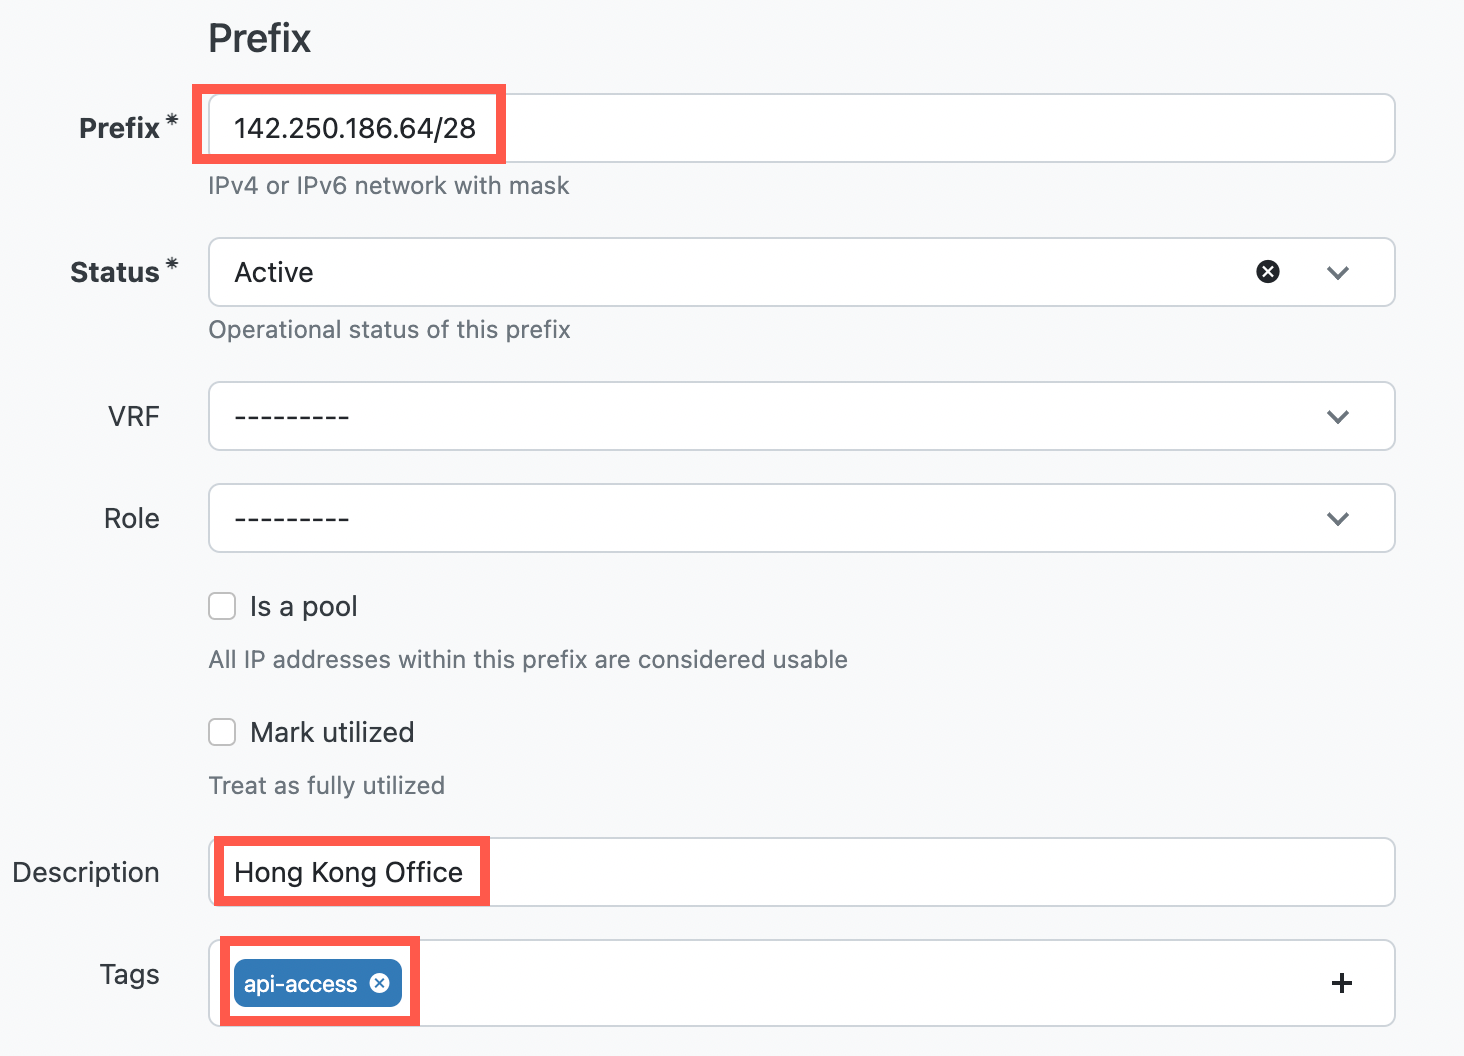 Prefix
Prefix *
142.250.186.64/28
IPv4 or IPv6 network with mask
Status *
Active
Operational status of this prefix
VRF
---------
Role
---------
Is a pool
All IP addresses within this prefix are considered usable
Mark utilized
Treat as fully utilized
Description
Hong Kong Office
Tags
api-access